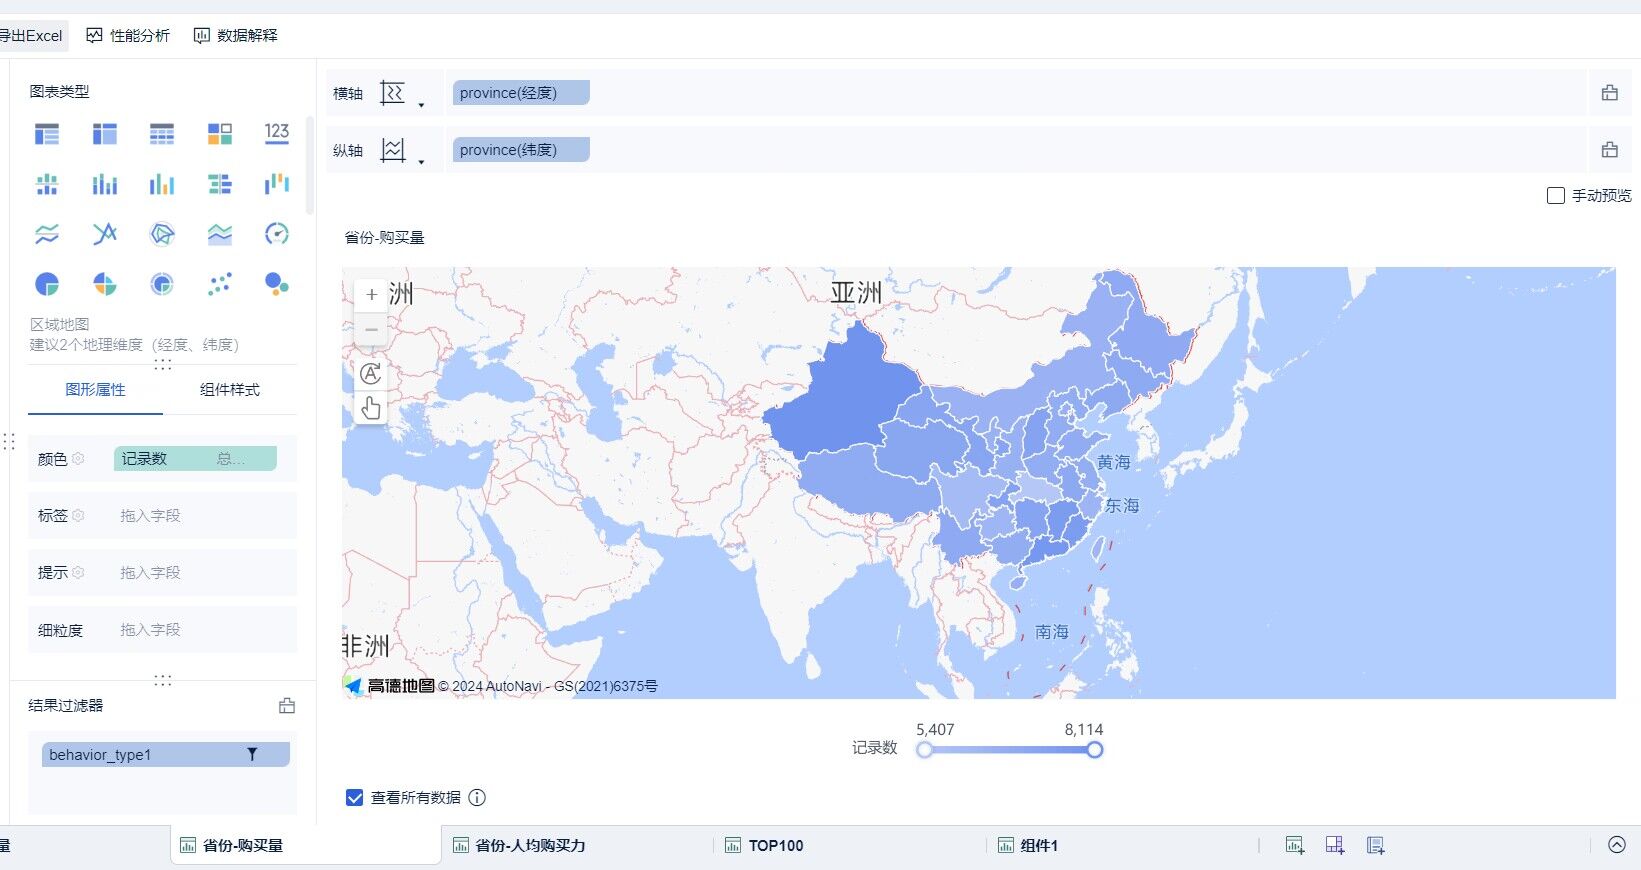 导出Excel
性能分析
数据解释
图表类型
123
区域地图
建议2个地理维度（经度、纬度）
图形属性
组件样式
颜色
记录数
总...
标签
拖入字段
提示
拖入字段
细粒度
拖入字段
结果过滤器
behavior_type1
横轴
province(经度)
纵轴
province(纬度)
手动预览
省份-购买量
洲
亚洲
黄海
东海
南海
非洲
高德地图 © 2024 AutoNavi - GS(2021)6375号
5,407
8,114
记录数
查看所有数据
量
省份-购买量
省份-人均购买力
TOP100
组件1